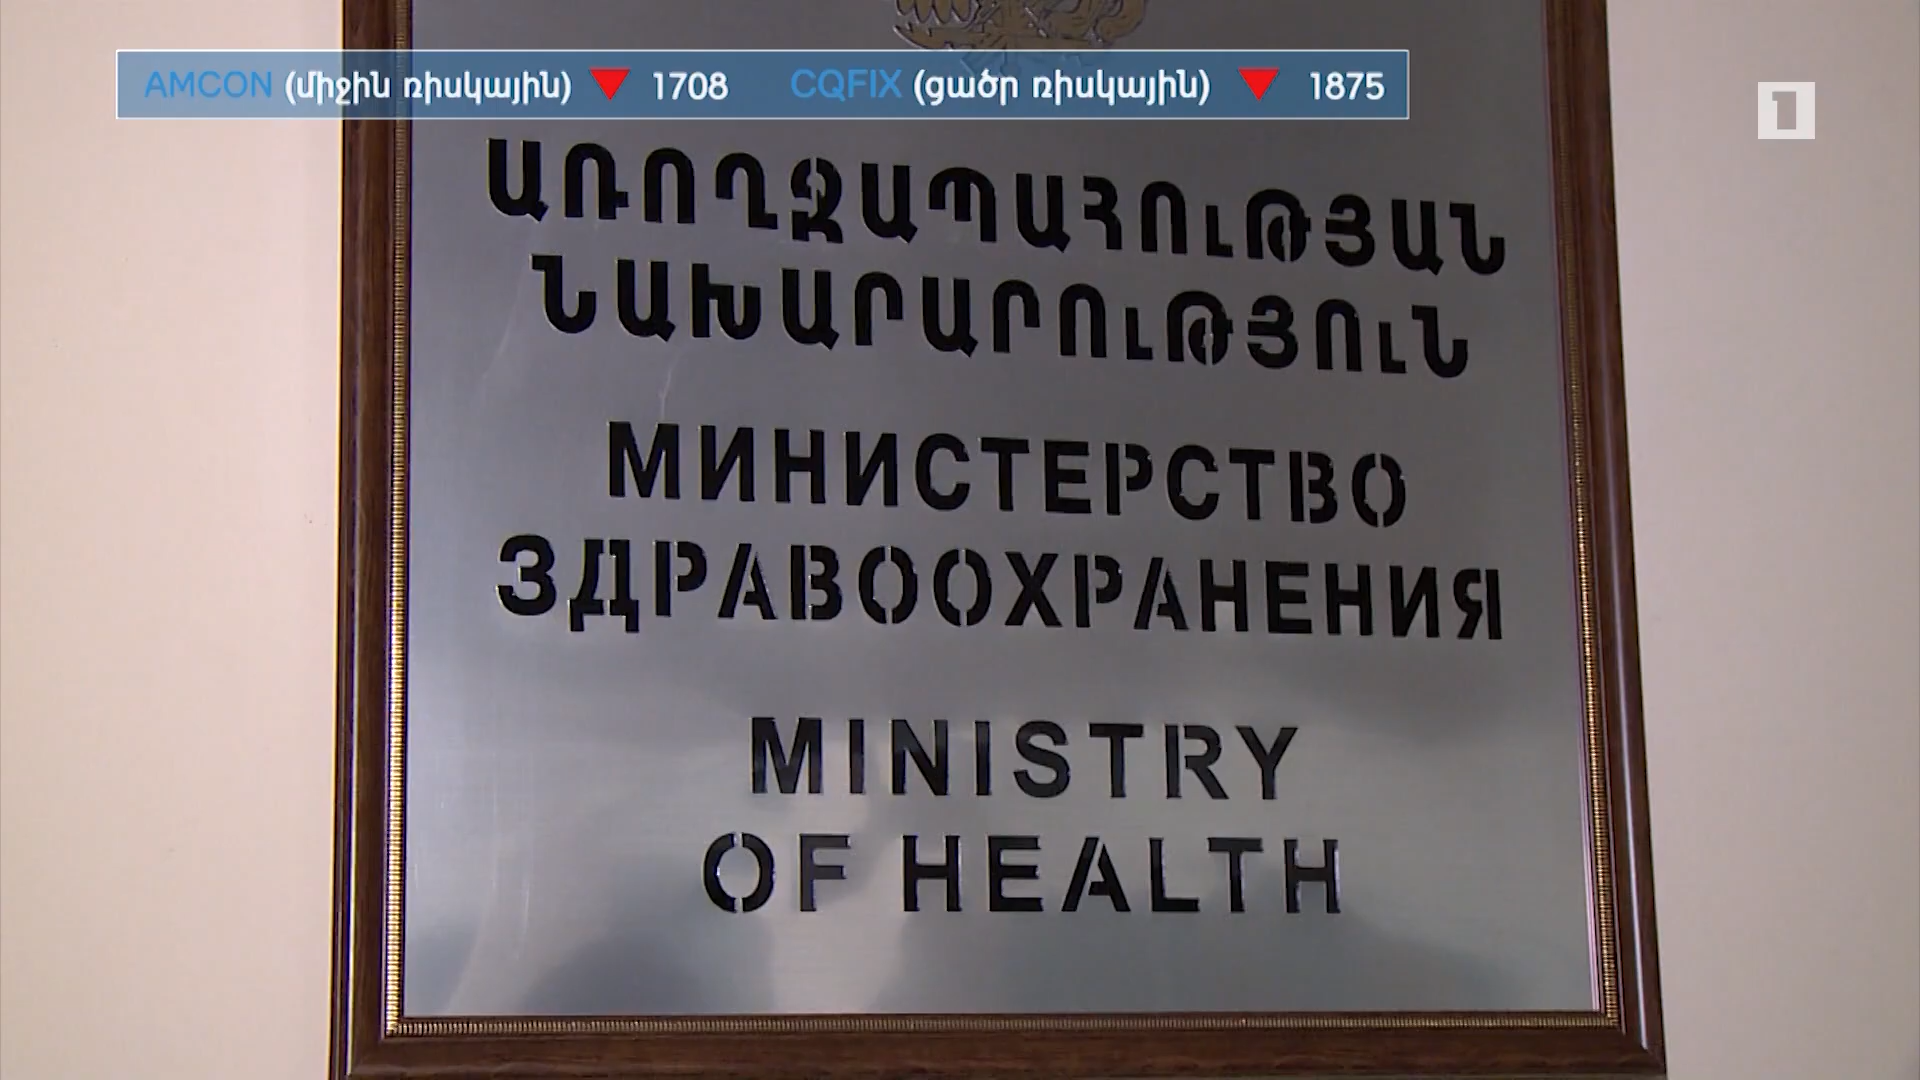 AMCON (միջին ռիսկային) 1708 CQFIX (ցածր ռիսկային) 1875
1
ԱՌՈՂՋԱՊԱՀՈւԹՅԱՆ
ՆԱԽԱՐԱՐՈւԹՅՈւՆ
МИНИСТЕРСТВО
ЗДРАВООХРАНЕНИЯ
MINISTRY
OF HEALTH